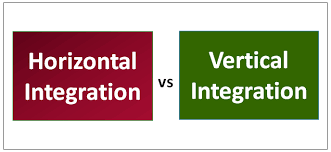 Horizontal
Integration
vs
Vertical
Integration